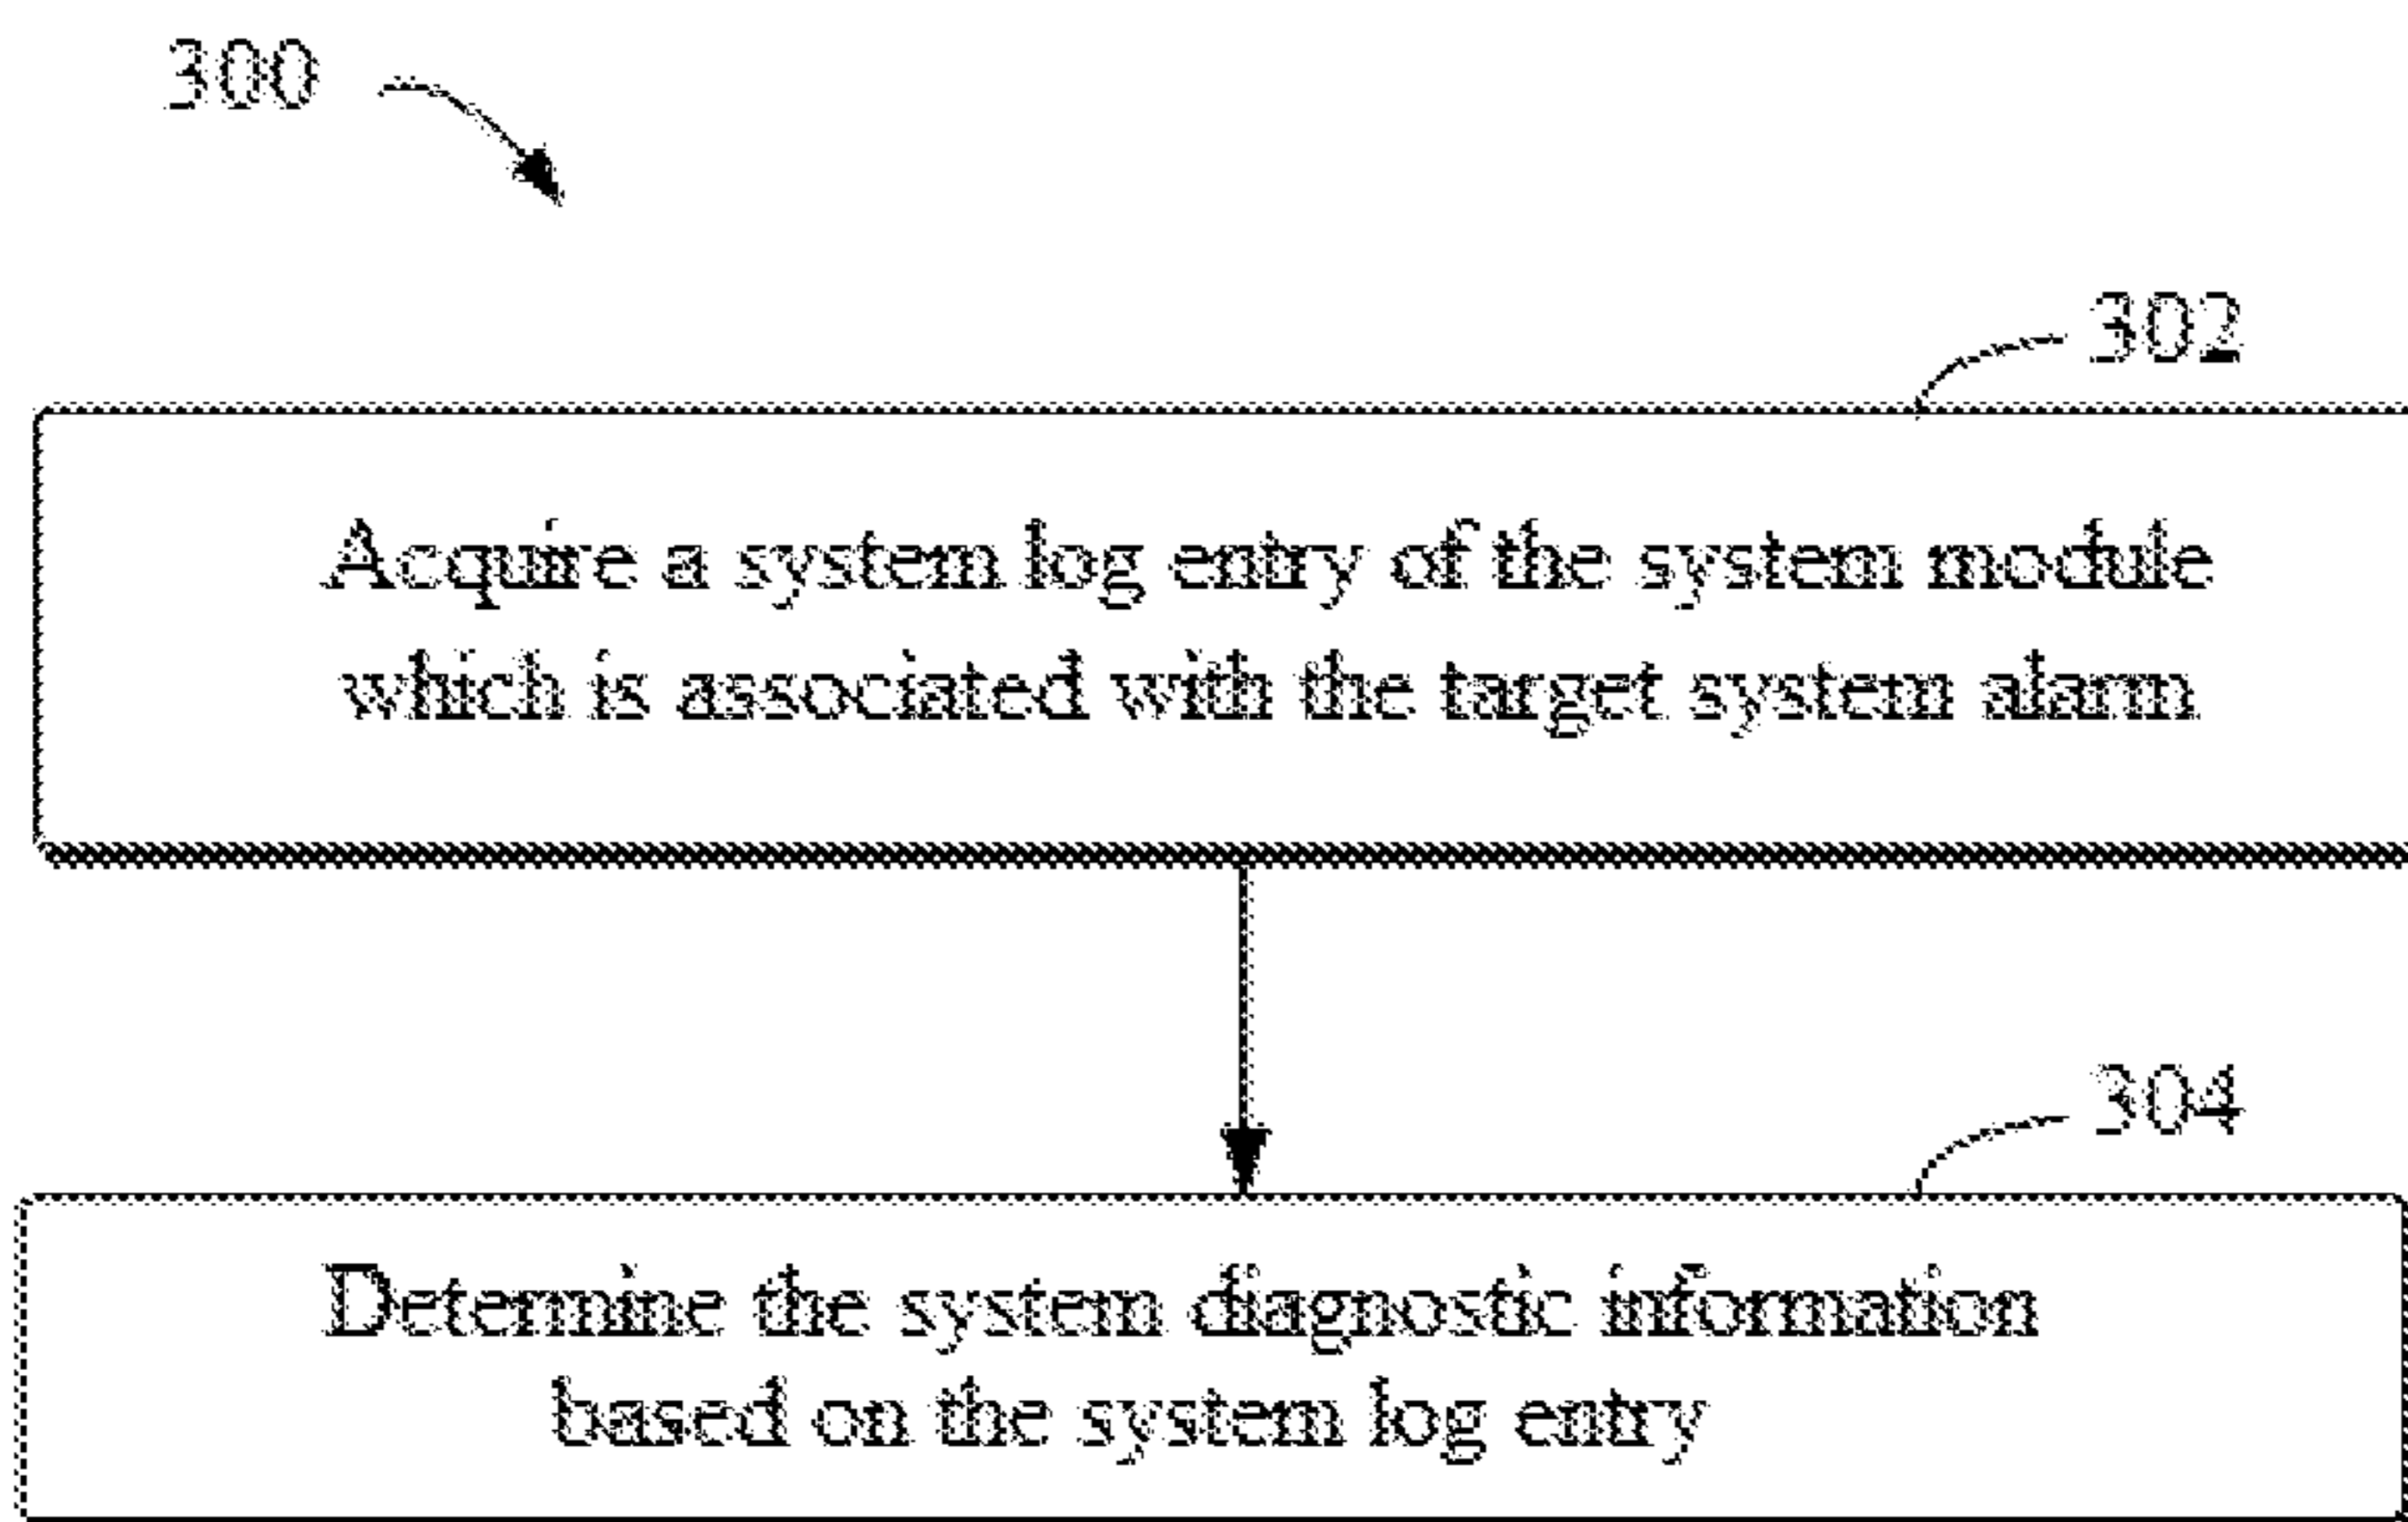 300
302
Acquire a system log entry of the system module
which is associated with the target system alarm
304
Determine the system diagnostic information
based on the system log entry